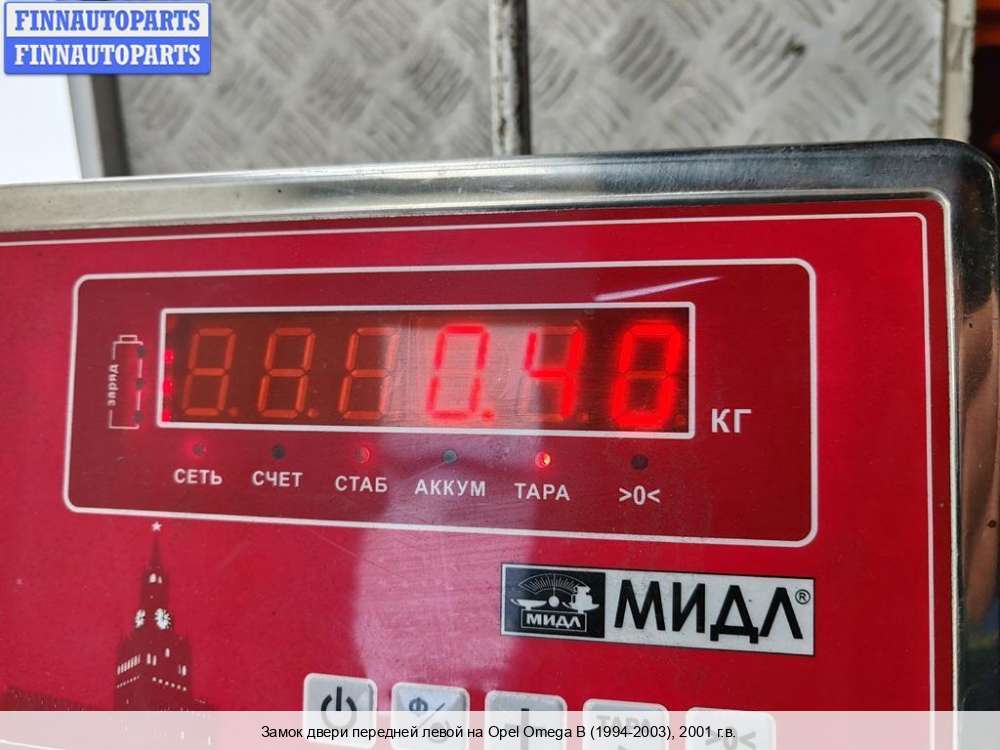 FINNAUTOPARTS
FINNAUTOPARTS
заряд
0.40 КГ
СЕТЬ СЧЕТ СТАБ АККУМ ТАРА >0<
МИДЛ МИДЛ®
Замок двери передней левой на Opel Omega B (1994-2003), 2001 г.в.